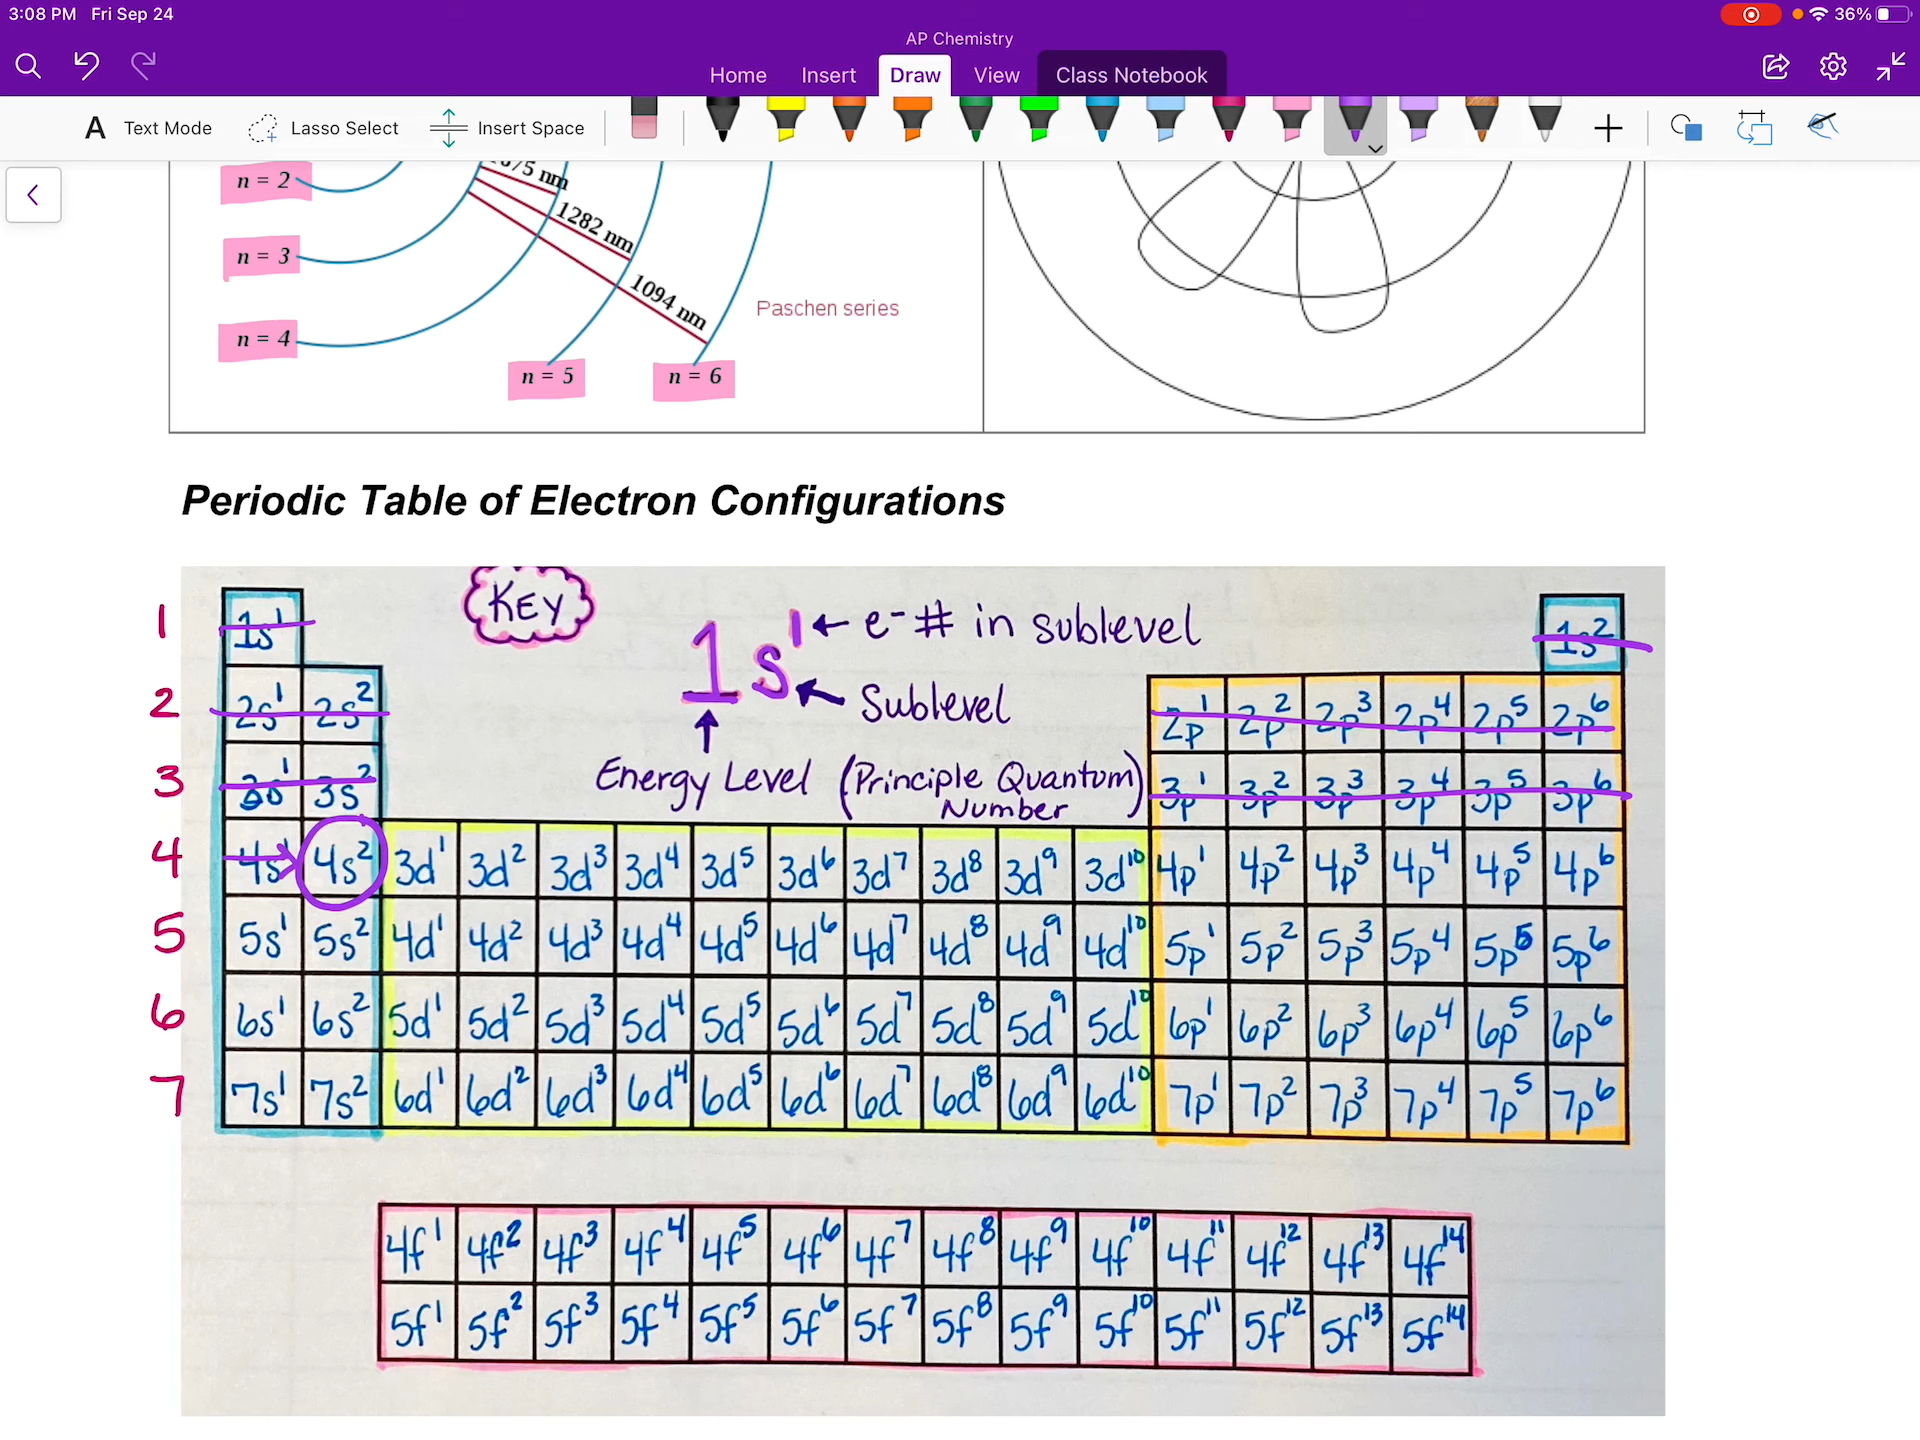 3:08 PM Fri Sep 24
36%
AP Chemistry
Home Insert Draw View Class Notebook
A Text Mode Lasso Select Insert Space
n = 2
n = 3
n = 4
n = 5
n = 6
1282 nm
1094 nm
Paschen series
Periodic Table of Electron Configurations
KEY
1s¹ ← e⁻ # in sublevel
Sublevel
Energy Level (Principle Quantum Number)
1 1s¹ 1s²
2 2s¹ 2s² 2p¹ 2p² 2p³ 2p⁴ 2p⁵ 2p⁶
3 3s¹ 3s² 3p¹ 3p² 3p³ 3p⁴ 3p⁵ 3p⁶
4 4s¹ 4s² 3d¹ 3d² 3d³ 3d⁴ 3d⁵ 3d⁶ 3d⁷ 3d⁸ 3d⁹ 3d¹⁰ 4p¹ 4p² 4p³ 4p⁴ 4p⁵ 4p⁶
5 5s¹ 5s² 4d¹ 4d² 4d³ 4d⁴ 4d⁵ 4d⁶ 4d⁷ 4d⁸ 4d⁹ 4d¹⁰ 5p¹ 5p² 5p³ 5p⁴ 5p⁵ 5p⁶
6 6s¹ 6s² 5d¹ 5d² 5d³ 5d⁴ 5d⁵ 5d⁶ 5d⁷ 5d⁸ 5d⁹ 5d¹⁰ 6p¹ 6p² 6p³ 6p⁴ 6p⁵ 6p⁶
7 7s¹ 7s² 6d¹ 6d² 6d³ 6d⁴ 6d⁵ 6d⁶ 6d⁷ 6d⁸ 6d⁹ 6d¹⁰ 7p¹ 7p² 7p³ 7p⁴ 7p⁵ 7p⁶
4f¹ 4f² 4f³ 4f⁴ 4f⁵ 4f⁶ 4f⁷ 4f⁸ 4f⁹ 4f¹⁰ 4f¹¹ 4f¹² 4f¹³ 4f¹⁴
5f¹ 5f² 5f³ 5f⁴ 5f⁵ 5f⁶ 5f⁷ 5f⁸ 5f⁹ 5f¹⁰ 5f¹¹ 5f¹² 5f¹³ 5f¹⁴